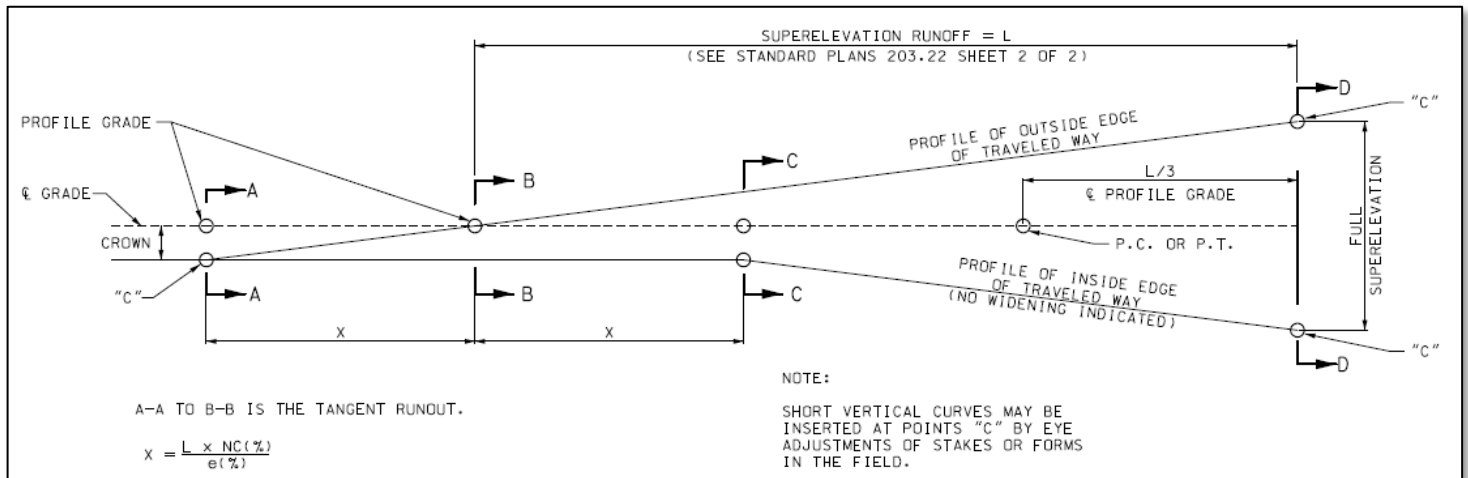 SUPERELEVATION RUNOFF = L
(SEE STANDARD PLANS 203.22 SHEET 2 OF 2)
D
"C"
PROFILE GRADE
PROFILE OF OUTSIDE EDGE
OF TRAVELED WAY
C
B
A
L/3
℄ GRADE
℄ PROFILE GRADE
CROWN
P.C. OR P.T.
FULL
SUPERELEVATION
PROFILE OF INSIDE EDGE
OF TRAVELED WAY
(NO WIDENING INDICATED)
"C"
A
B
C
X
X
"C"
D
A-A TO B-B IS THE TANGENT RUNOUT.
X = L x NC(%)
e(%)
NOTE:
SHORT VERTICAL CURVES MAY BE
INSERTED AT POINTS "C" BY EYE
ADJUSTMENTS OF STAKES OR FORMS
IN THE FIELD.